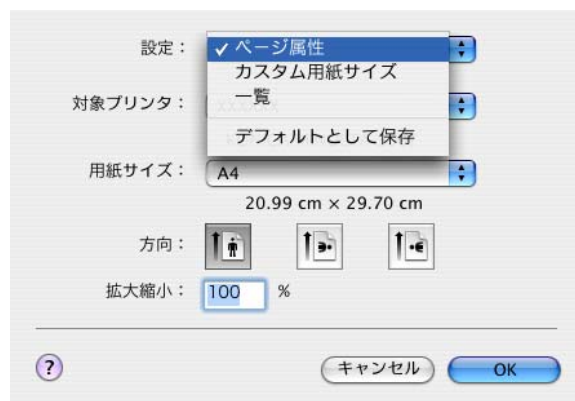 設定：
✓ ページ属性
カスタム用紙サイズ
一覧
デフォルトとして保存
対象プリンタ：
用紙サイズ： A4
20.99 cm × 29.70 cm
方向：
拡大縮小： 100 %
? キャンセル OK